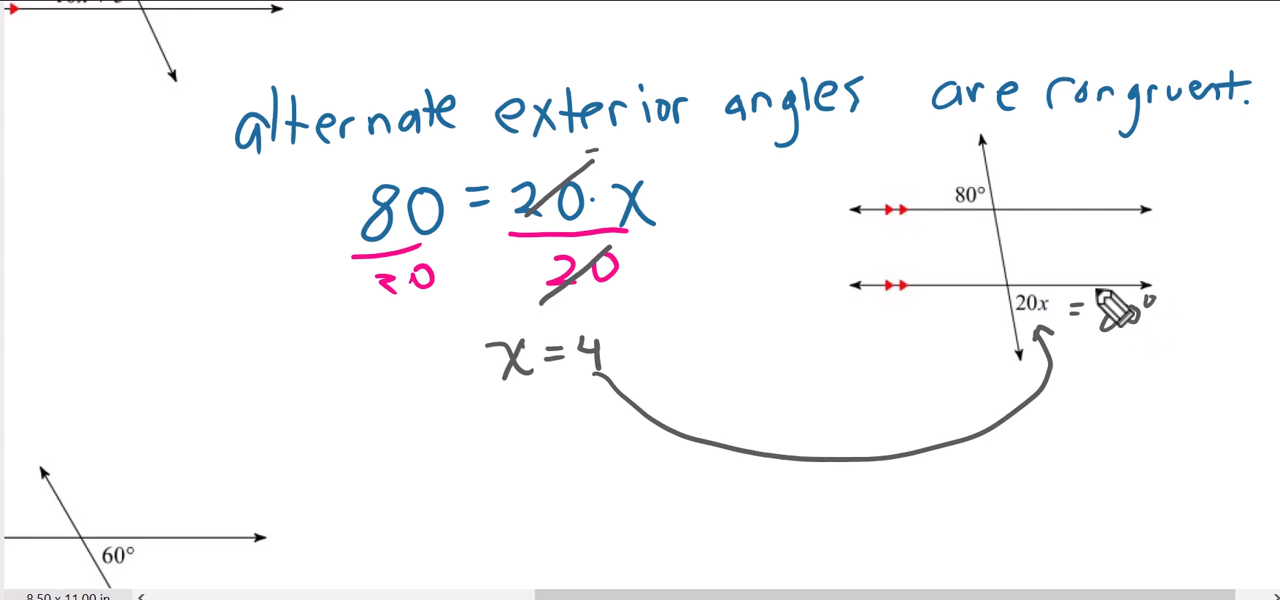 alternate exterior angles are congruent.
80 = 20 · x
20 20
x = 4
80°
20x =
60°
8.50 x 11.00 in